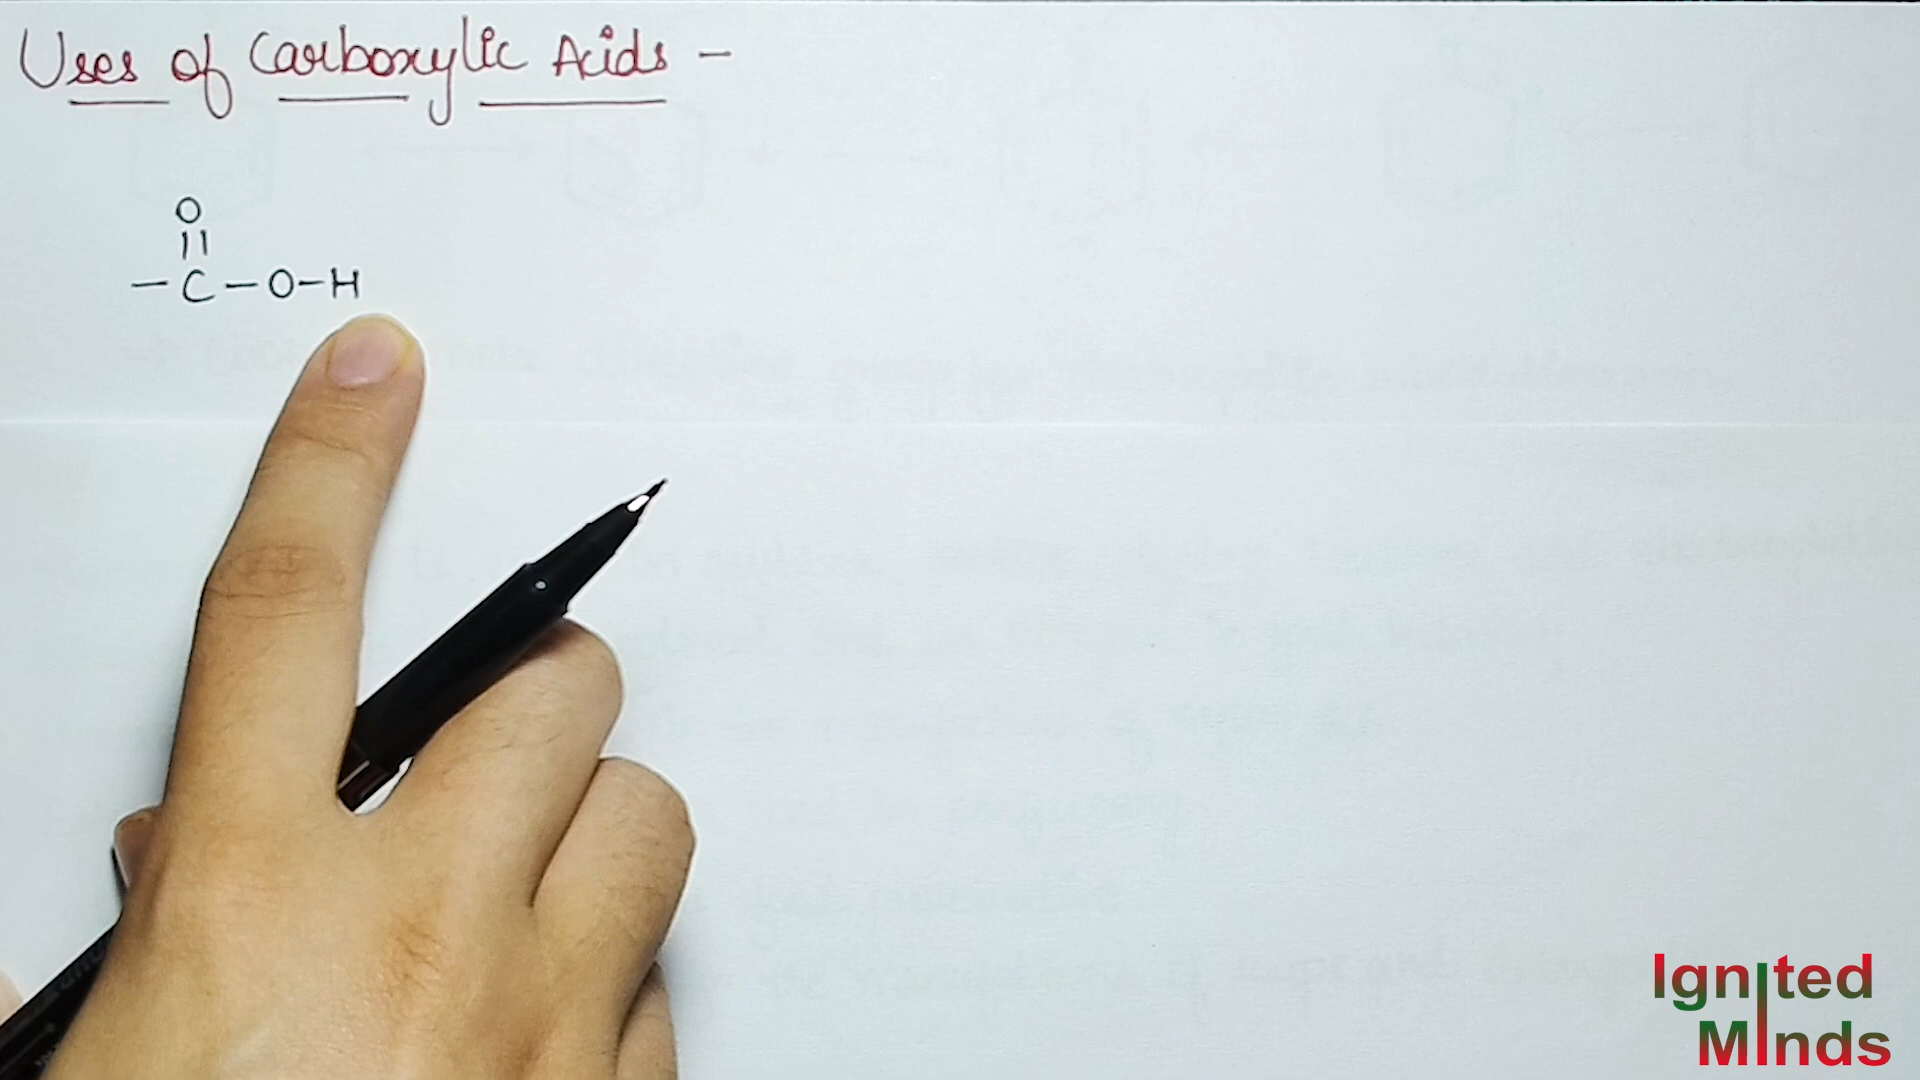 Uses of Carboxylic Acids -
O
||
- C - O - H
Ignited
Minds